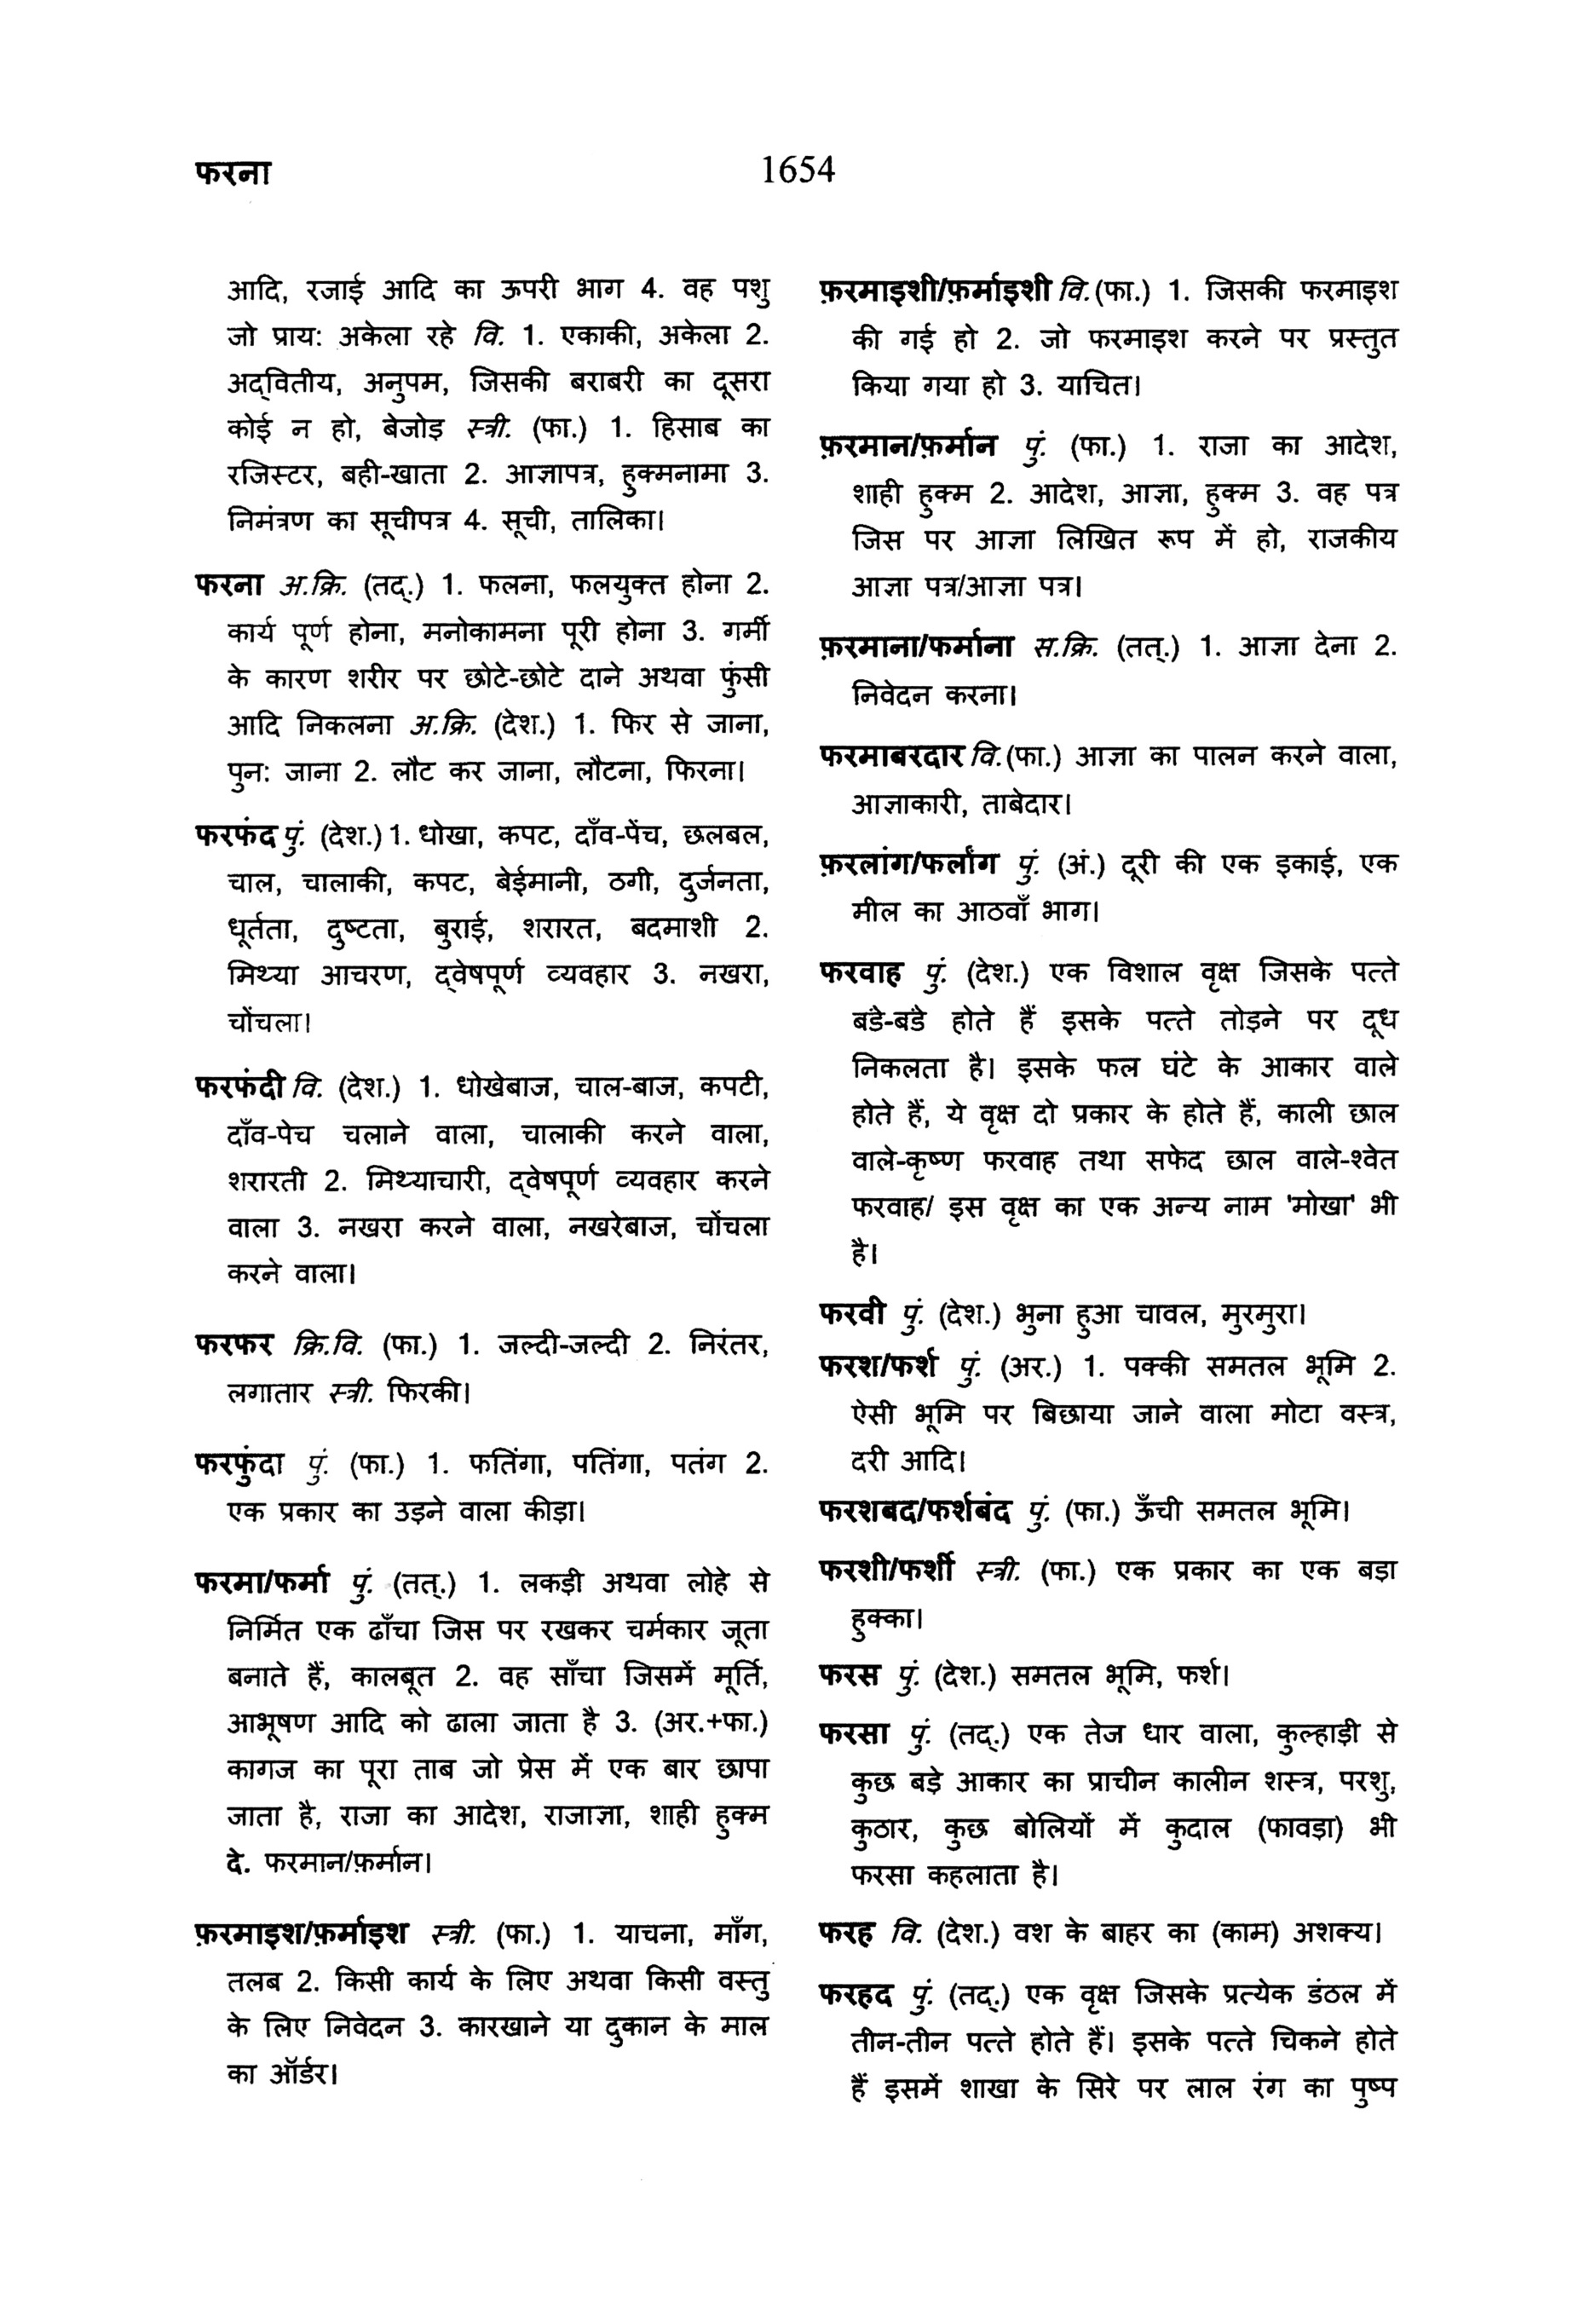 फरना
1654
आदि, रजाई आदि का ऊपरी भाग 4. वह पशु
जो प्राय: अकेला रहे वि. 1. एकाकी, अकेला 2.
अद्‌वितीय, अनुपम, जिसकी बराबरी का दूसरा
कोई न हो, बेजोड़ स्त्री. (फा.) 1. हिसाब का
रजिस्टर, बही-खाता 2. आज्ञापत्र, हुक्मनामा 3.
निमंत्रण का सूचीपत्र 4. सूची, तालिका।
फरना अ.क्रि. (तद्.) 1. फलना, फलयुक्त होना 2.
कार्य पूर्ण होना, मनोकामना पूरी होना 3. गर्मी
के कारण शरीर पर छोटे-छोटे दाने अथवा फुंसी
आदि निकलना अ.क्रि. (देश.) 1. फिर से जाना,
पुन: जाना 2. लौट कर जाना, लौटना, फिरना।
फरफंद पुं. (देश.) 1. धोखा, कपट, दाँव-पेंच, छलबल,
चाल, चालाकी, कपट, बेईमानी, ठगी, दुर्जनता,
धूर्तता, दुष्टता, बुराई, शरारत, बदमाशी 2.
मिथ्या आचरण, द्‌वेषपूर्ण व्यवहार 3. नखरा,
चोंचला।
फरफंदी वि. (देश.) 1. धोखेबाज, चाल-बाज, कपटी,
दाँव-पेच चलाने वाला, चालाकी करने वाला,
शरारती 2. मिथ्याचारी, द्‌वेषपूर्ण व्यवहार करने
वाला 3. नखरा करने वाला, नखरेबाज, चोंचला
करने वाला।
फरफर क्रि.वि. (फा.) 1. जल्दी-जल्दी 2. निरंतर,
लगातार स्त्री. फिरकी।
फरफुंदा पुं. (फा.) 1. फतिंगा, पतिंगा, पतंग 2.
एक प्रकार का उड़ने वाला कीड़ा।
फरमा/फर्मा पुं. (तत्.) 1. लकड़ी अथवा लोहे से
निर्मित एक ढाँचा जिस पर रखकर चर्मकार जूता
बनाते हैं, कालबूत 2. वह साँचा जिसमें मूर्ति,
आभूषण आदि को ढाला जाता है 3. (अर.+फा.)
कागज का पूरा ताब जो प्रेस में एक बार छापा
जाता है, राजा का आदेश, राजाज्ञा, शाही हुक्म
दे. फरमान/फ़र्मान।
फ़रमाइश/फ़र्माइश स्त्री. (फा.) 1. याचना, माँग,
तलब 2. किसी कार्य के लिए अथवा किसी वस्तु
के लिए निवेदन 3. कारखाने या दुकान के माल
का ऑर्डर।
फ़रमाइशी/फ़र्माइशी वि. (फा.) 1. जिसकी फरमाइश
की गई हो 2. जो फरमाइश करने पर प्रस्तुत
किया गया हो 3. याचित।
फ़रमान/फ़र्मान पुं. (फा.) 1. राजा का आदेश,
शाही हुक्म 2. आदेश, आज्ञा, हुक्म 3. वह पत्र
जिस पर आज्ञा लिखित रूप में हो, राजकीय
आज्ञा पत्र/आज्ञा पत्र।
फ़रमाना/फर्माना स.क्रि. (तत्.) 1. आज्ञा देना 2.
निवेदन करना।
फरमाबरदार वि. (फा.) आज्ञा का पालन करने वाला,
आज्ञाकारी, ताबेदार।
फ़रलांग/फर्लांग पुं. (अं.) दूरी की एक इकाई, एक
मील का आठवाँ भाग।
फरवाह पुं. (देश.) एक विशाल वृक्ष जिसके पत्ते
बडे-बडे होते हैं इसके पत्ते तोड़ने पर दूध
निकलता है। इसके फल घंटे के आकार वाले
होते हैं, ये वृक्ष दो प्रकार के होते हैं, काली छाल
वाले-कृष्ण फरवाह तथा सफेद छाल वाले-श्वेत
फरवाह/ इस वृक्ष का एक अन्य नाम 'मोखा' भी
है।
फरवी पुं. (देश.) भुना हुआ चावल, मुरमुरा।
फरश/फर्श पुं. (अर.) 1. पक्की समतल भूमि 2.
ऐसी भूमि पर बिछाया जाने वाला मोटा वस्त्र,
दरी आदि।
फरशबद/फर्शबंद पुं. (फा.) ऊँची समतल भूमि।
फरशी/फर्शी स्त्री. (फा.) एक प्रकार का एक बड़ा
हुक्का।
फरस पुं. (देश.) समतल भूमि, फर्श।
फरसा पुं. (तद्.) एक तेज धार वाला, कुल्हाड़ी से
कुछ बड़े आकार का प्राचीन कालीन शस्त्र, परशु,
कुठार, कुछ बोलियों में कुदाल (फावड़ा) भी
फरसा कहलाता है।
फरह वि. (देश.) वश के बाहर का (काम) अशक्य।
फरहद पुं. (तद्.) एक वृक्ष जिसके प्रत्येक डंठल में
तीन-तीन पत्ते होते हैं। इसके पत्ते चिकने होते
हैं इसमें शाखा के सिरे पर लाल रंग का पुष्प